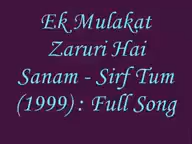 Ek Mulakat
Zaruri Hai
Sanam - Sirf Tum
(1999) : Full Song